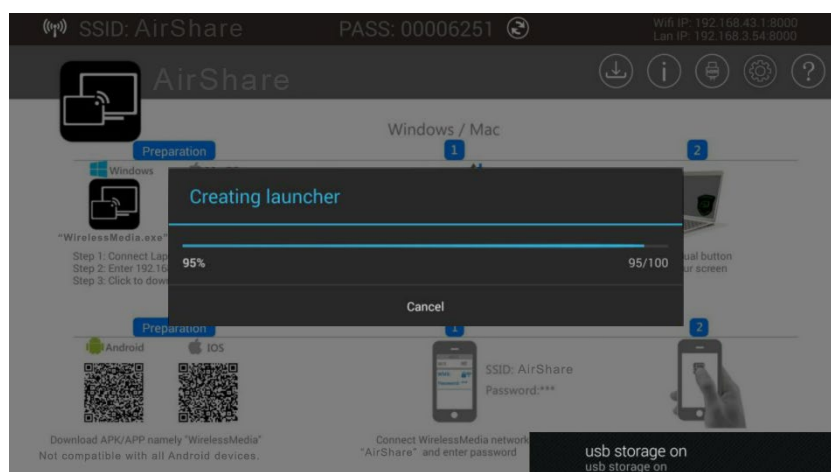 SSID: AirShare
PASS: 00006251
Wifi IP: 192.168.43.1:8000
Lan IP: 192.168.3.54:8000
AirShare
Windows / Mac
Preparation
1
2
Windows
"WirelessMedia.exe"
Step 1: Connect Lap
Step 2: Enter 192.16
Step 3: Click to dow
ual button
ur screen
Creating launcher
95%
95/100
Cancel
Preparation
1
2
Android
IOS
SSID: AirShare
Password:***
Download APK/APP namely "WirelessMedia"
Not compatible with all Android devices.
Connect WirelessMedia network
"AirShare" and enter password
usb storage on
usb storage on